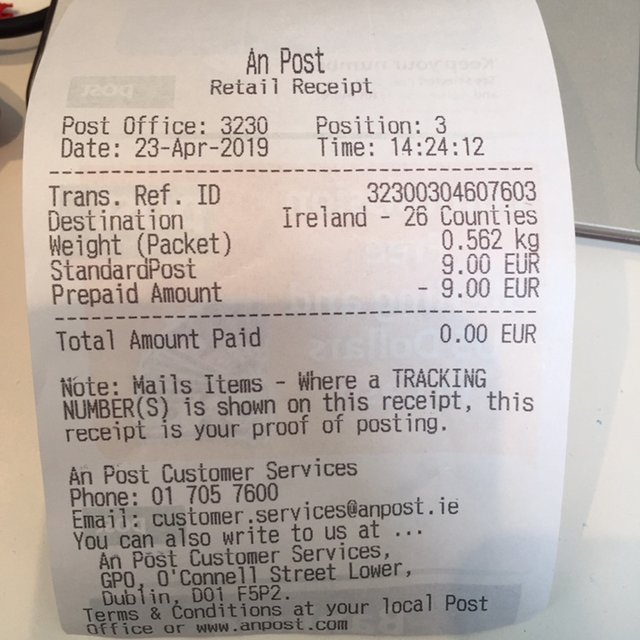 An Post
Retail Receipt
Post Office: 3230 Position: 3
Date: 23-Apr-2019 Time: 14:24:12
Trans. Ref. ID 32300304607603
Destination Ireland - 26 Counties
Weight (Packet) 0.562 kg
StandardPost 9.00 EUR
Prepaid Amount - 9.00 EUR
Total Amount Paid 0.00 EUR
Note: Mails Items - Where a TRACKING
NUMBER(S) is shown on this receipt, this
receipt is your proof of posting.
An Post Customer Services
Phone: 01 705 7600
Email: customer.services@anpost.ie
You can also write to us at ...
An Post Customer Services,
GPO, O'Connell Street Lower,
Dublin, D01 F5P2.
Terms & Conditions at your local Post
Office or www.anpost.com